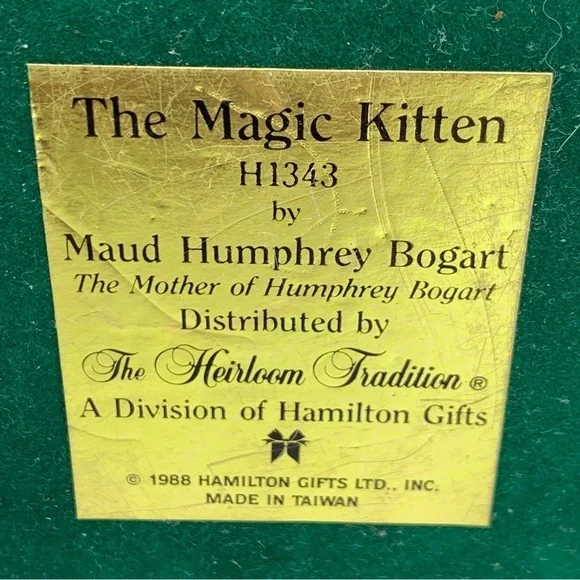 The Magic Kitten
H1343
by
Maud Humphrey Bogart
The Mother of Humphrey Bogart
Distributed by
The Heirloom Tradition ®
A Division of Hamilton Gifts
© 1988 HAMILTON GIFTS LTD., INC.
MADE IN TAIWAN